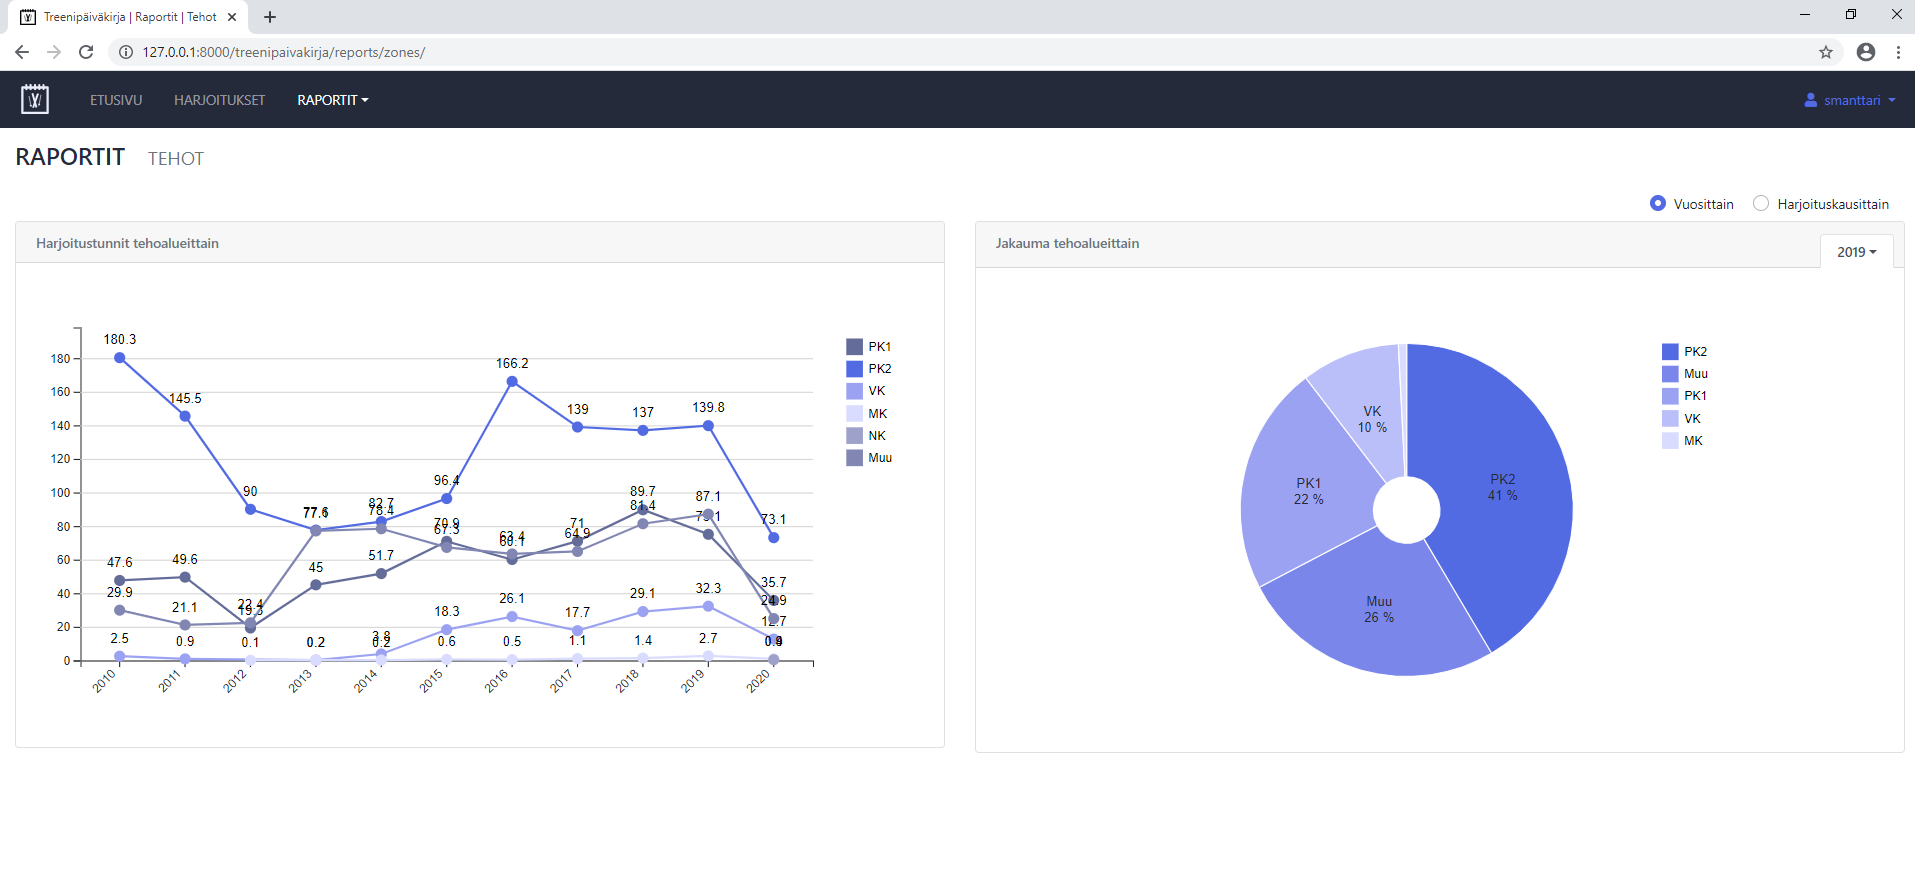 Treenipäiväkirja | Raportit | Tehot
127.0.0.1:8000/treenipaivakirja/reports/zones/
ETUSIVU HARJOITUKSET RAPORTIT smanttari
RAPORTIT TEHOT
Vuosittain Harjoituskausittain
Harjoitustunnit tehoalueittain
180.3
145.5
90
77.6
77.1
82.7
78.4
96.4
166.2
139
137
139.8
73.1
47.6
49.6
19.3
45
51.7
70.9
60.1
71
89.7
35.7
29.9
21.1
22.4
67.3
63.4
64.9
81.4
87.1
24.9
2.5
0.9
0.1
0.2
3.8
0.2
18.3
0.6
26.1
0.5
17.7
1.1
29.1
1.4
32.3
2.7
12.7
180
160
140
120
100
80
60
40
20
0
2010 2011 2012 2013 2014 2015 2016 2017 2018 2019 2020
PK1
PK2
VK
MK
NK
Muu
Jakauma tehoalueittain
2019
VK
10 %
PK1
22 %
PK2
41 %
Muu
26 %
PK2
Muu
PK1
VK
MK